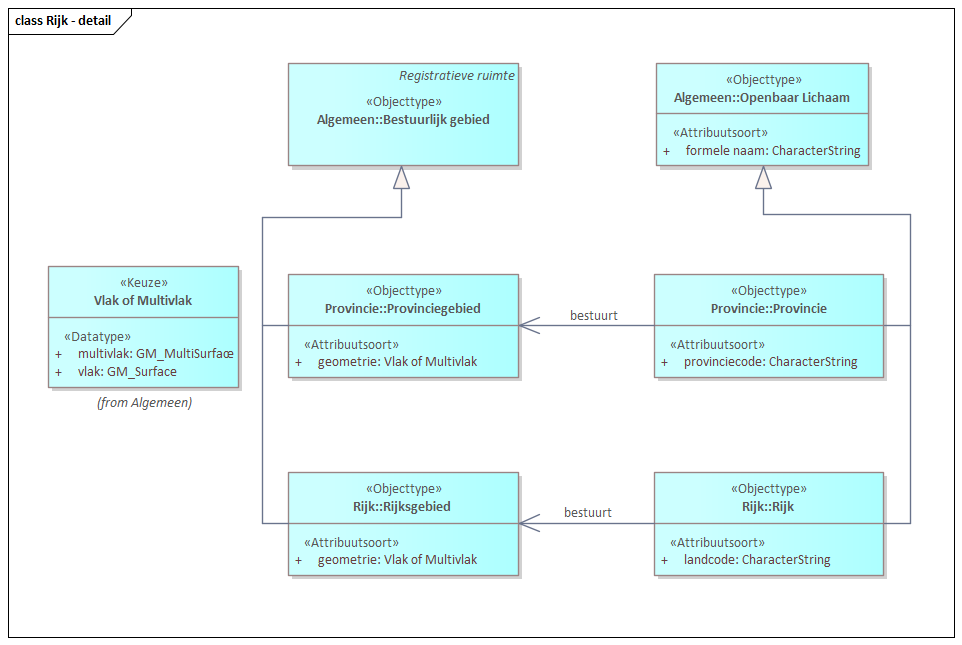 class Rijk - detail
Registratieve ruimte
«Objecttype»
Algemeen::Bestuurlijk gebied
«Objecttype»
Algemeen::Openbaar Lichaam
«Attribuutsoort»
+ formele naam: CharacterString
«Keuze»
Vlak of Multivlak
«Datatype»
+ multivlak: GM_MultiSurface
+ vlak: GM_Surface
(from Algemeen)
«Objecttype»
Provincie::Provinciegebied
«Attribuutsoort»
+ geometrie: Vlak of Multivlak
bestuurt
«Objecttype»
Provincie::Provincie
«Attribuutsoort»
+ provinciecode: CharacterString
«Objecttype»
Rijk::Rijksgebied
«Attribuutsoort»
+ geometrie: Vlak of Multivlak
bestuurt
«Objecttype»
Rijk::Rijk
«Attribuutsoort»
+ landcode: CharacterString